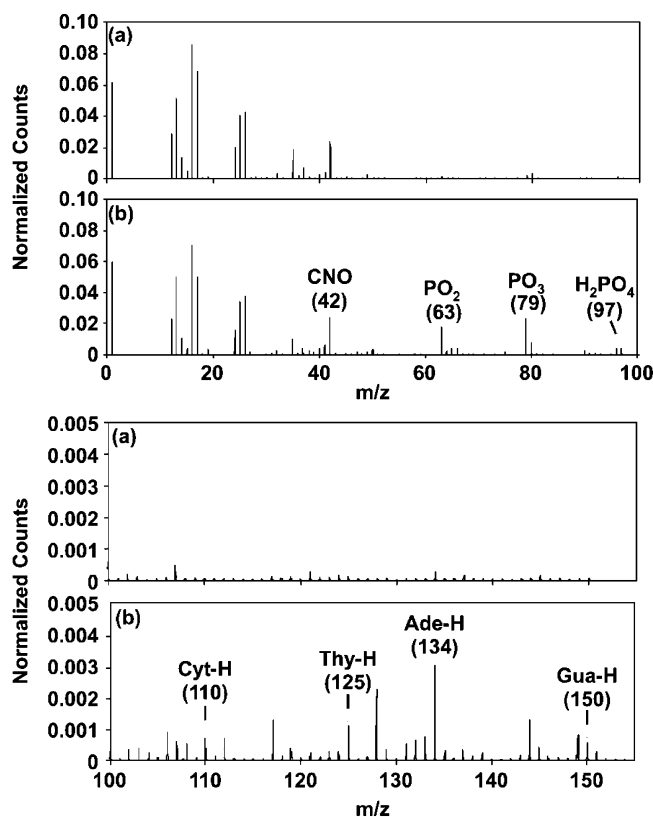 Normalized Counts
0.10
0.08
0.06
0.04
0.02
0
(a)
0.10
0.08
0.06
0.04
0.02
0
(b)
CNO
(42)
PO2
(63)
PO3
(79)
H2PO4
(97)
0
20
40
60
80
100
m/z
Normalized Counts
0.005
0.004
0.003
0.002
0.001
0
(a)
0.005
0.004
0.003
0.002
0.001
0
(b)
Cyt-H
(110)
Thy-H
(125)
Ade-H
(134)
Gua-H
(150)
100
110
120
130
140
150
m/z